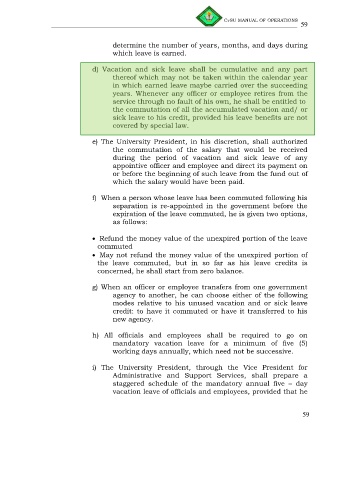 CvSU MANUAL OF OPERATIONS
59
determine the number of years, months, and days during
which leave is earned.
d) Vacation and sick leave shall be cumulative and any part
thereof which may not be taken within the calendar year
in which earned leave maybe carried over the succeeding
years. Whenever any officer or employee retires from the
service through no fault of his own, he shall be entitled to
the commutation of all the accumulated vacation and/ or
sick leave to his credit, provided his leave benefits are not
covered by special law.
e) The University President, in his discretion, shall authorized
the commutation of the salary that would be received
during the period of vacation and sick leave of any
appointive officer and employee and direct its payment on
or before the beginning of such leave from the fund out of
which the salary would have been paid.
f) When a person whose leave has been commuted following his
separation is re-appointed in the government before the
expiration of the leave commuted, he is given two options,
as follows:
• Refund the money value of the unexpired portion of the leave
commuted
• May not refund the money value of the unexpired portion of
the leave commuted, but in so far as his leave credits is
concerned, he shall start from zero balance.
g) When an officer or employee transfers from one government
agency to another, he can choose either of the following
modes relative to his unused vacation and or sick leave
credit: to have it commuted or have it transferred to his
new agency.
h) All officials and employees shall be required to go on
mandatory vacation leave for a minimum of five (5)
working days annually, which need not be successive.
i) The University President, through the Vice President for
Administrative and Support Services, shall prepare a
staggered schedule of the mandatory annual five – day
vacation leave of officials and employees, provided that he
59